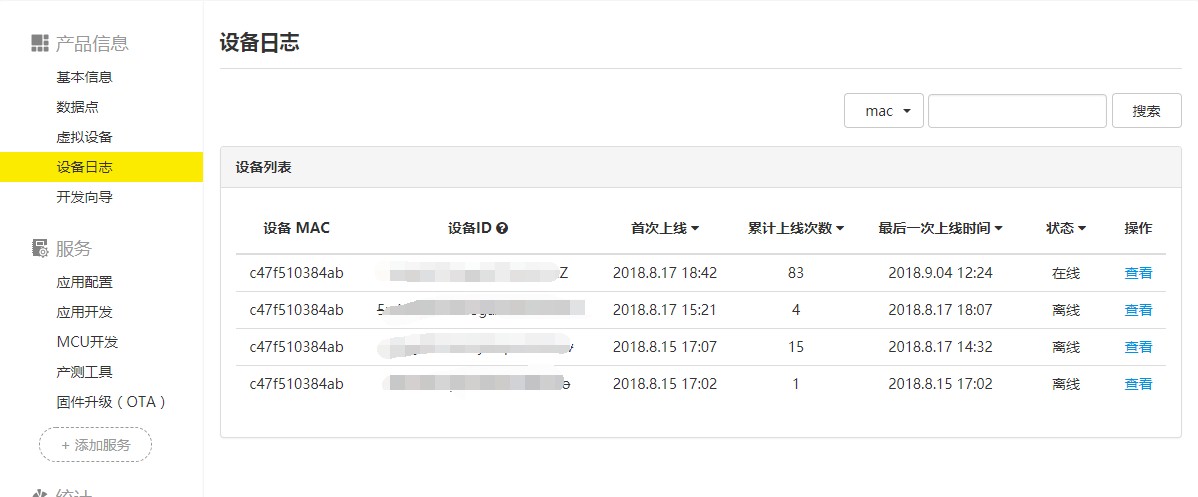 产品信息
基本信息
数据点
虚拟设备
设备日志
开发向导
服务
应用配置
应用开发
MCU开发
产测工具
固件升级（OTA）
+ 添加服务
统计
设备日志
mac 搜索
设备列表
设备 MAC 设备ID 首次上线 累计上线次数 最后一次上线时间 状态 操作
c47f510384ab Z 2018.8.17 18:42 83 2018.9.04 12:24 在线 查看
c47f510384ab 2018.8.17 15:21 4 2018.8.17 18:07 离线 查看
c47f510384ab 2018.8.15 17:07 15 2018.8.17 14:32 离线 查看
c47f510384ab 2018.8.15 17:02 1 2018.8.15 17:02 离线 查看